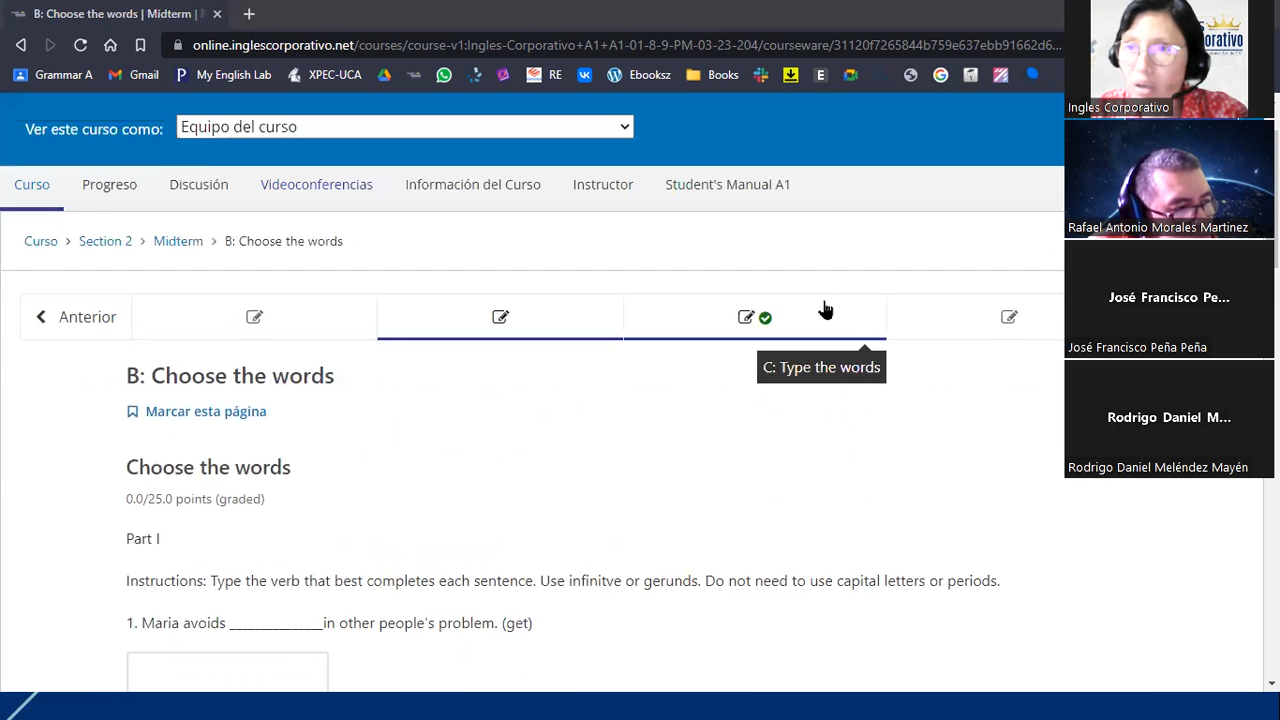 B: Choose the words | Midterm |
online.inglescorporativo.net/courses/course-v1:Ingles-Corporativo+A1+A1-01-8-9-PM-03-23-204/courseware/31120f7265844b759e637ebb91662d6...
Grammar A
Gmail
My English Lab
XPEC-UCA
RE
Ebooksz
Books
E
Ver este curso como:
Equipo del curso
Curso
Progreso
Discusión
Videoconferencias
Información del Curso
Instructor
Student's Manual A1
Curso > Section 2 > Midterm > B: Choose the words
Anterior
C: Type the words
B: Choose the words
Marcar esta página
Choose the words
0.0/25.0 points (graded)
Part I
Instructions: Type the verb that best completes each sentence. Use infinitve or gerunds. Do not need to use capital letters or periods.
1. Maria avoids _______________in other people's problem. (get)
Ingles Corporativo
Rafael Antonio Morales Martinez
José Francisco Pe...
José Francisco Peña Peña
Rodrigo Daniel M...
Rodrigo Daniel Meléndez Mayén